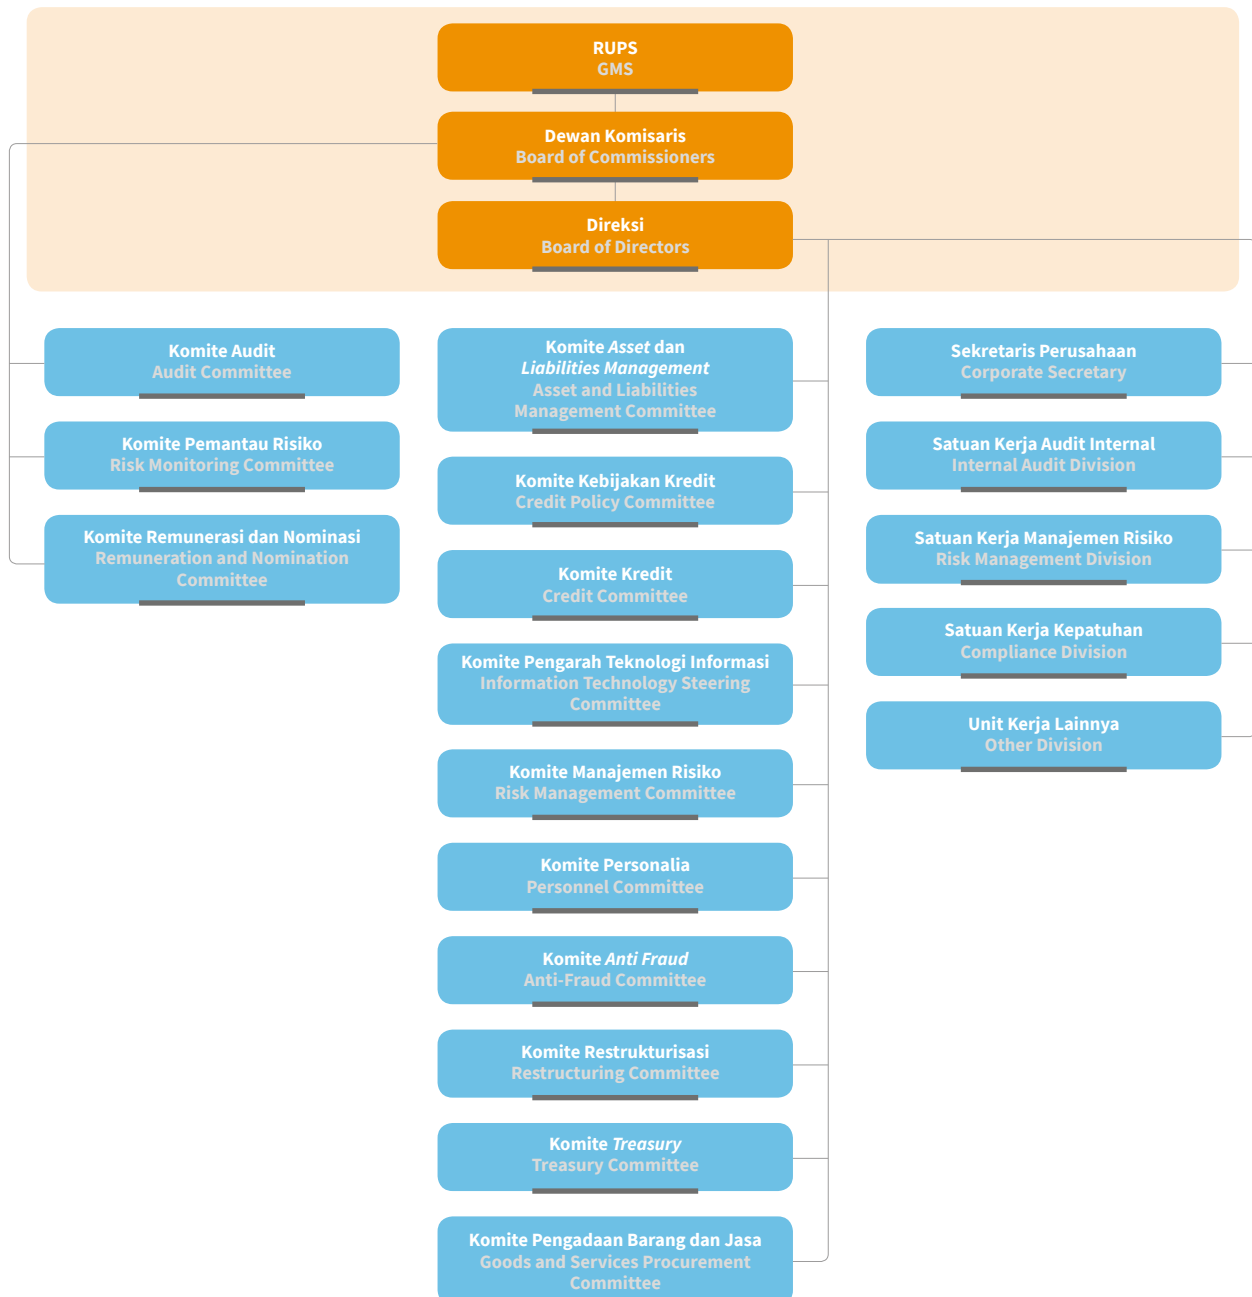 RUPS
GMS
Dewan Komisaris
Board of Commissioners
Direksi
Board of Directors
Komite Audit
Audit Committee
Komite Pemantau Risiko
Risk Monitoring Committee
Komite Remunerasi dan Nominasi
Remuneration and Nomination
Committee
Komite Asset dan
Liabilities Management
Asset and Liabilities
Management Committee
Komite Kebijakan Kredit
Credit Policy Committee
Komite Kredit
Credit Committee
Komite Pengarah Teknologi Informasi
Information Technology Steering
Committee
Komite Manajemen Risiko
Risk Management Committee
Komite Personalia
Personnel Committee
Komite Anti Fraud
Anti-Fraud Committee
Komite Restrukturisasi
Restructuring Committee
Komite Treasury
Treasury Committee
Komite Pengadaan Barang dan Jasa
Goods and Services Procurement
Committee
Sekretaris Perusahaan
Corporate Secretary
Satuan Kerja Audit Internal
Internal Audit Division
Satuan Kerja Manajemen Risiko
Risk Management Division
Satuan Kerja Kepatuhan
Compliance Division
Unit Kerja Lainnya
Other Division